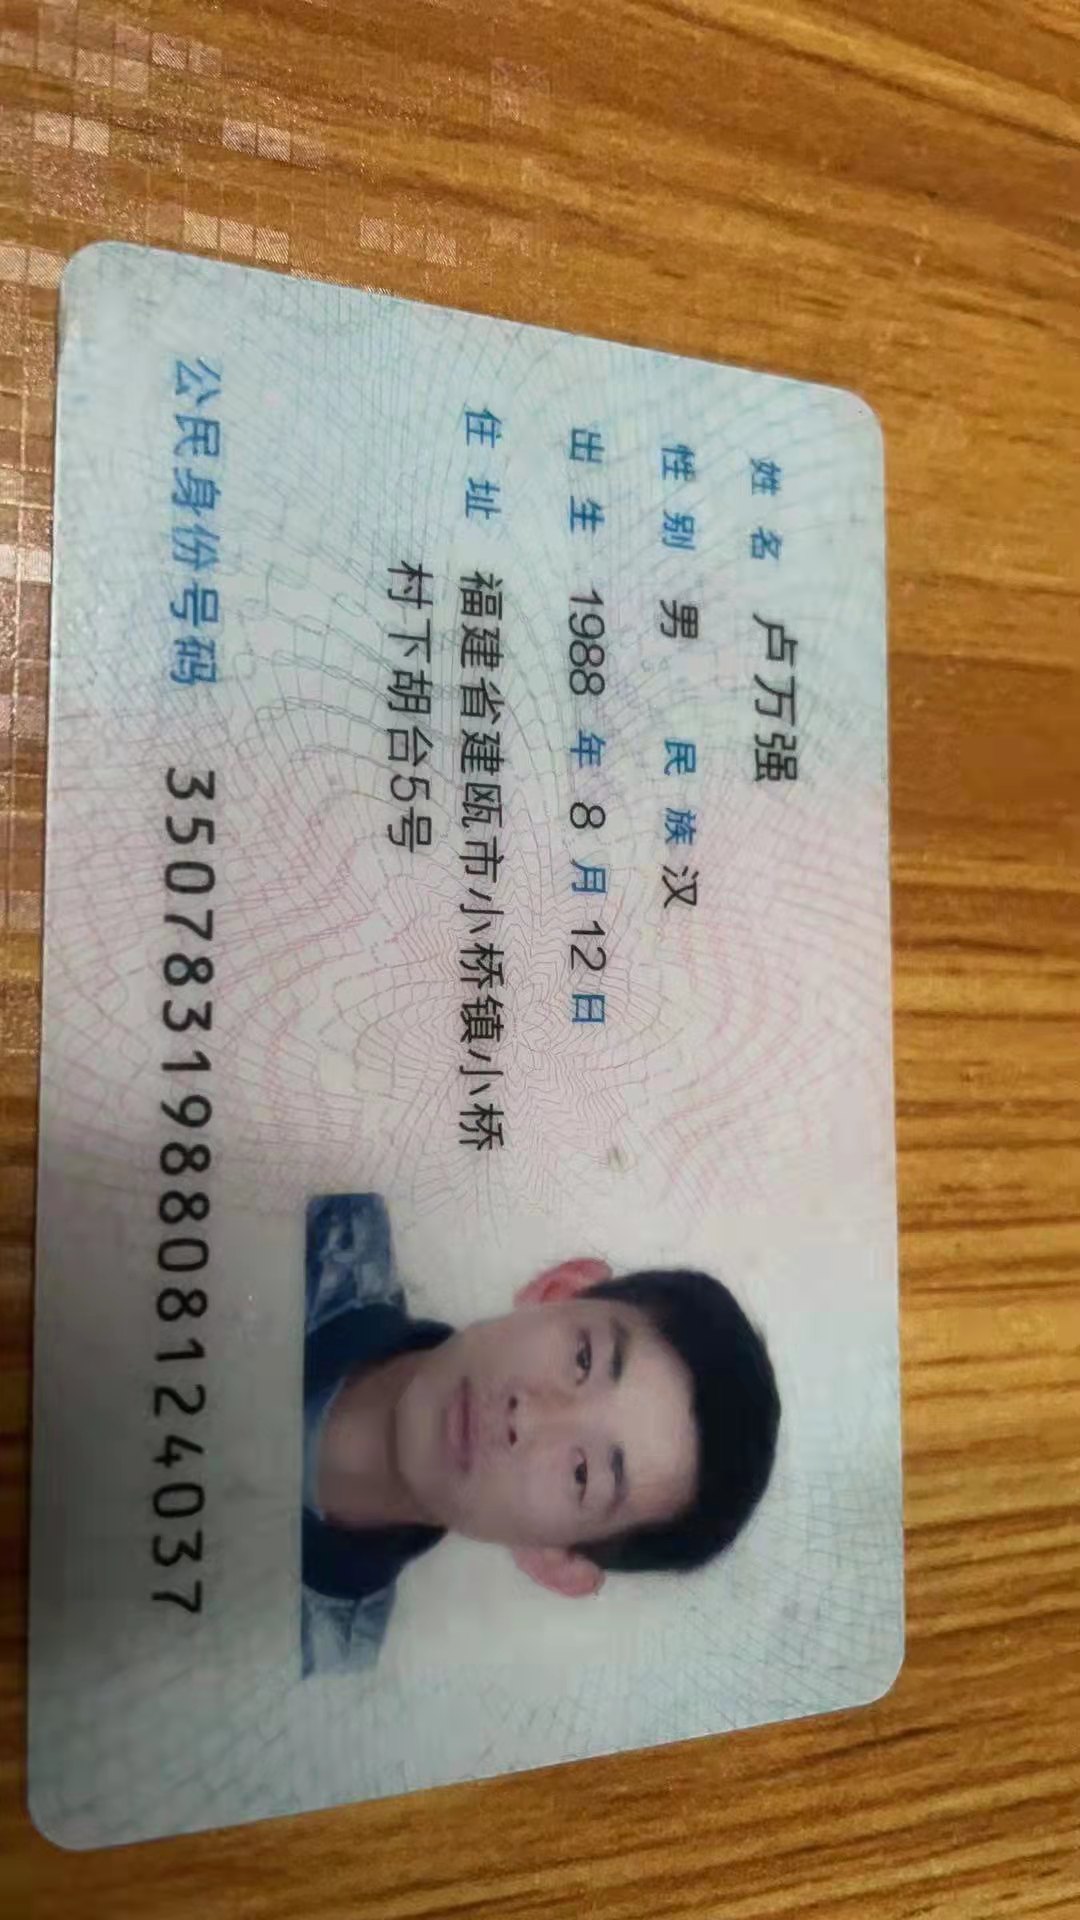 姓名 卢万强
性别 男 民族 汉
出生 1988 年 8 月 12 日
住址 福建省建瓯市小桥镇小桥
村下胡台5号
公民身份号码 350783198808124037